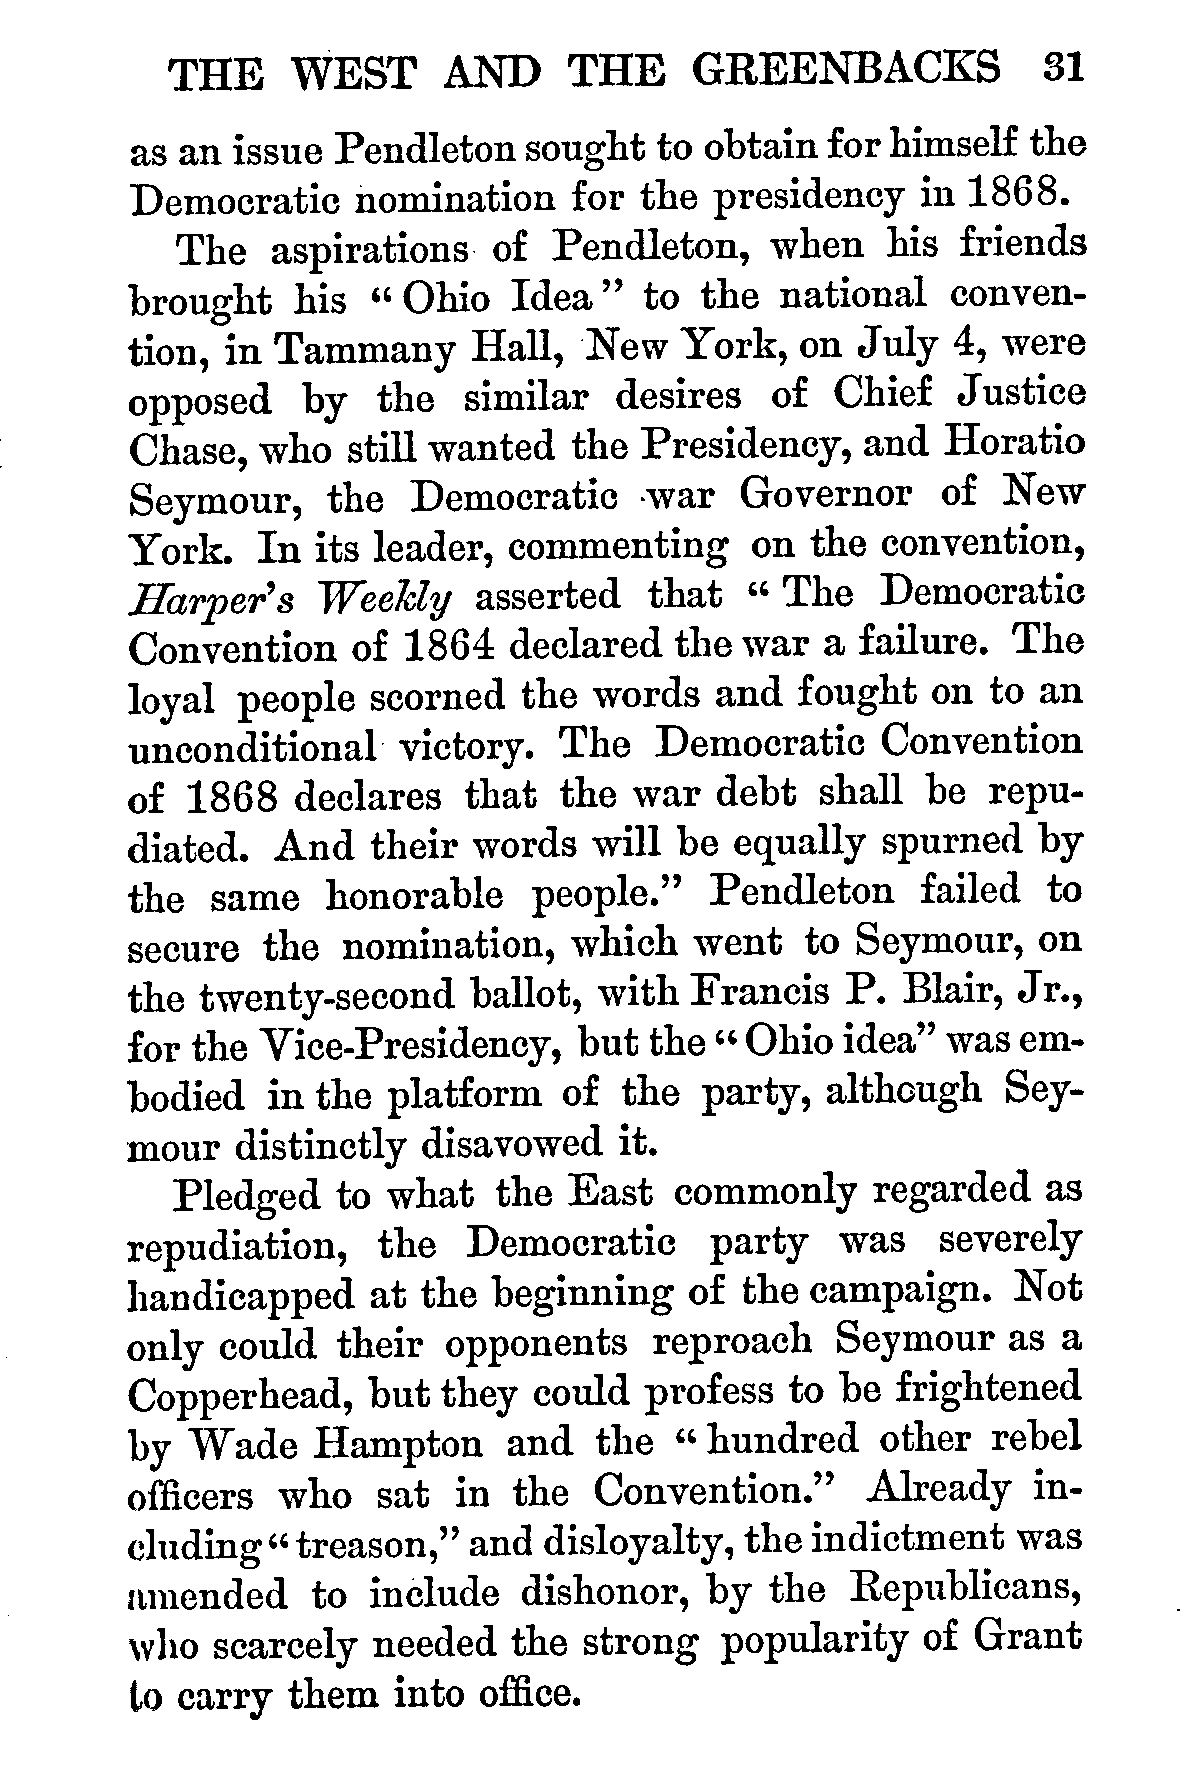 THE WEST AND THE GREENBACKS 31
as an issue Pendleton sought to obtain for himself the
Democratic nomination for the presidency in 1868.
The aspirations of Pendleton, when his friends
brought his “Ohio Idea” to the national conven-
tion, in Tammany Hall, New York, on July 4, were
opposed by the similar desires of Chief Justice
Chase, who still wanted the Presidency, and Horatio
Seymour, the Democratic war Governor of New
York. In its leader, commenting on the convention,
Harper's Weekly asserted that “The Democratic
Convention of 1864 declared the war a failure. The
loyal people scorned the words and fought on to an
unconditional victory. The Democratic Convention
of 1868 declares that the war debt shall be repu-
diated. And their words will be equally spurned by
the same honorable people.” Pendleton failed to
secure the nomination, which went to Seymour, on
the twenty-second ballot, with Francis P. Blair, Jr.,
for the Vice-Presidency, but the “Ohio idea” was em-
bodied in the platform of the party, although Sey-
mour distinctly disavowed it.
Pledged to what the East commonly regarded as
repudiation, the Democratic party was severely
handicapped at the beginning of the campaign. Not
only could their opponents reproach Seymour as a
Copperhead, but they could profess to be frightened
by Wade Hampton and the “hundred other rebel
officers who sat in the Convention.” Already in-
cluding “treason,” and disloyalty, the indictment was
amended to include dishonor, by the Republicans,
who scarcely needed the strong popularity of Grant
to carry them into office.